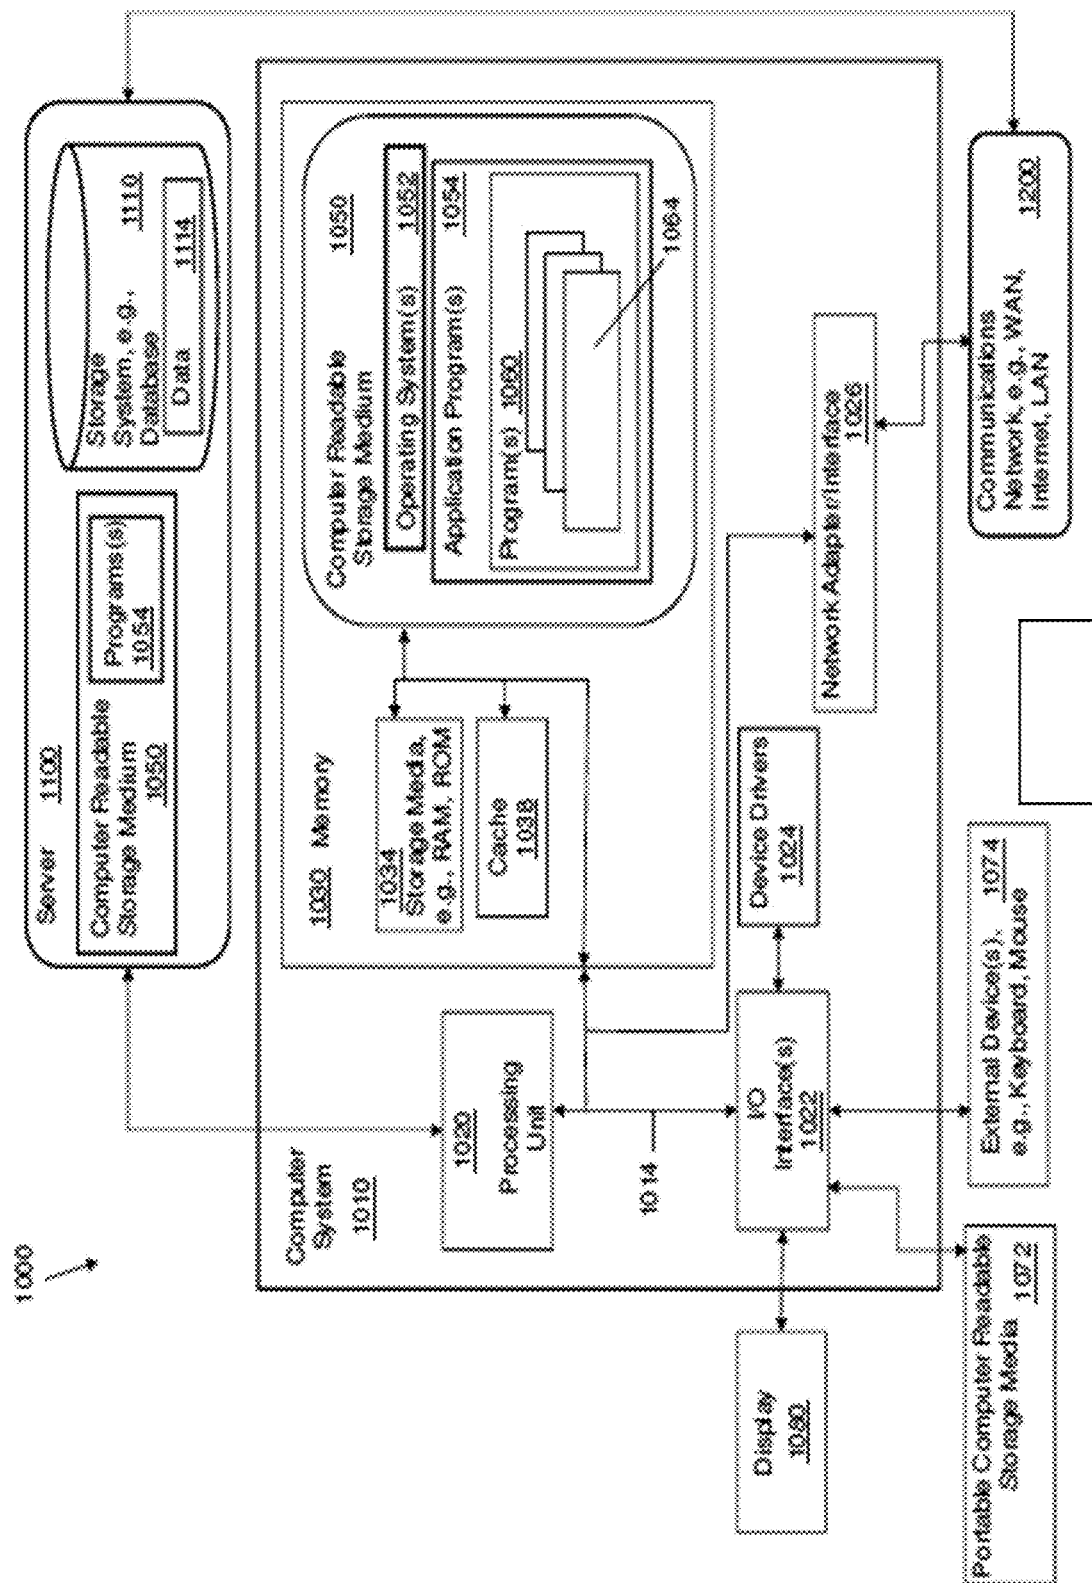 1000
Server 1100
Computer Readable
Storage Medium
1050
Programs(s)
1054
Storage
System, e.g.,
Database
1110
Data 1114
Computer
System
1010
1020
Processing
Unit
1014
1030 Memory
1034
Storage Media,
e.g., RAM, ROM
Cache
1038
Computer Readable
Storage Medium
1050
Operating System(s) 1052
Application Program(s) 1054
Program(s) 1060
1064
Display
1080
I/O
Interface(s)
1022
Device Drivers
1024
Network Adapter/Interface
1026
Portable Computer Readable
Storage Media 1072
External Device(s), 1074
e.g., Keyboard, Mouse
Communications
Network, e.g., WAN,
Internet, LAN
1200